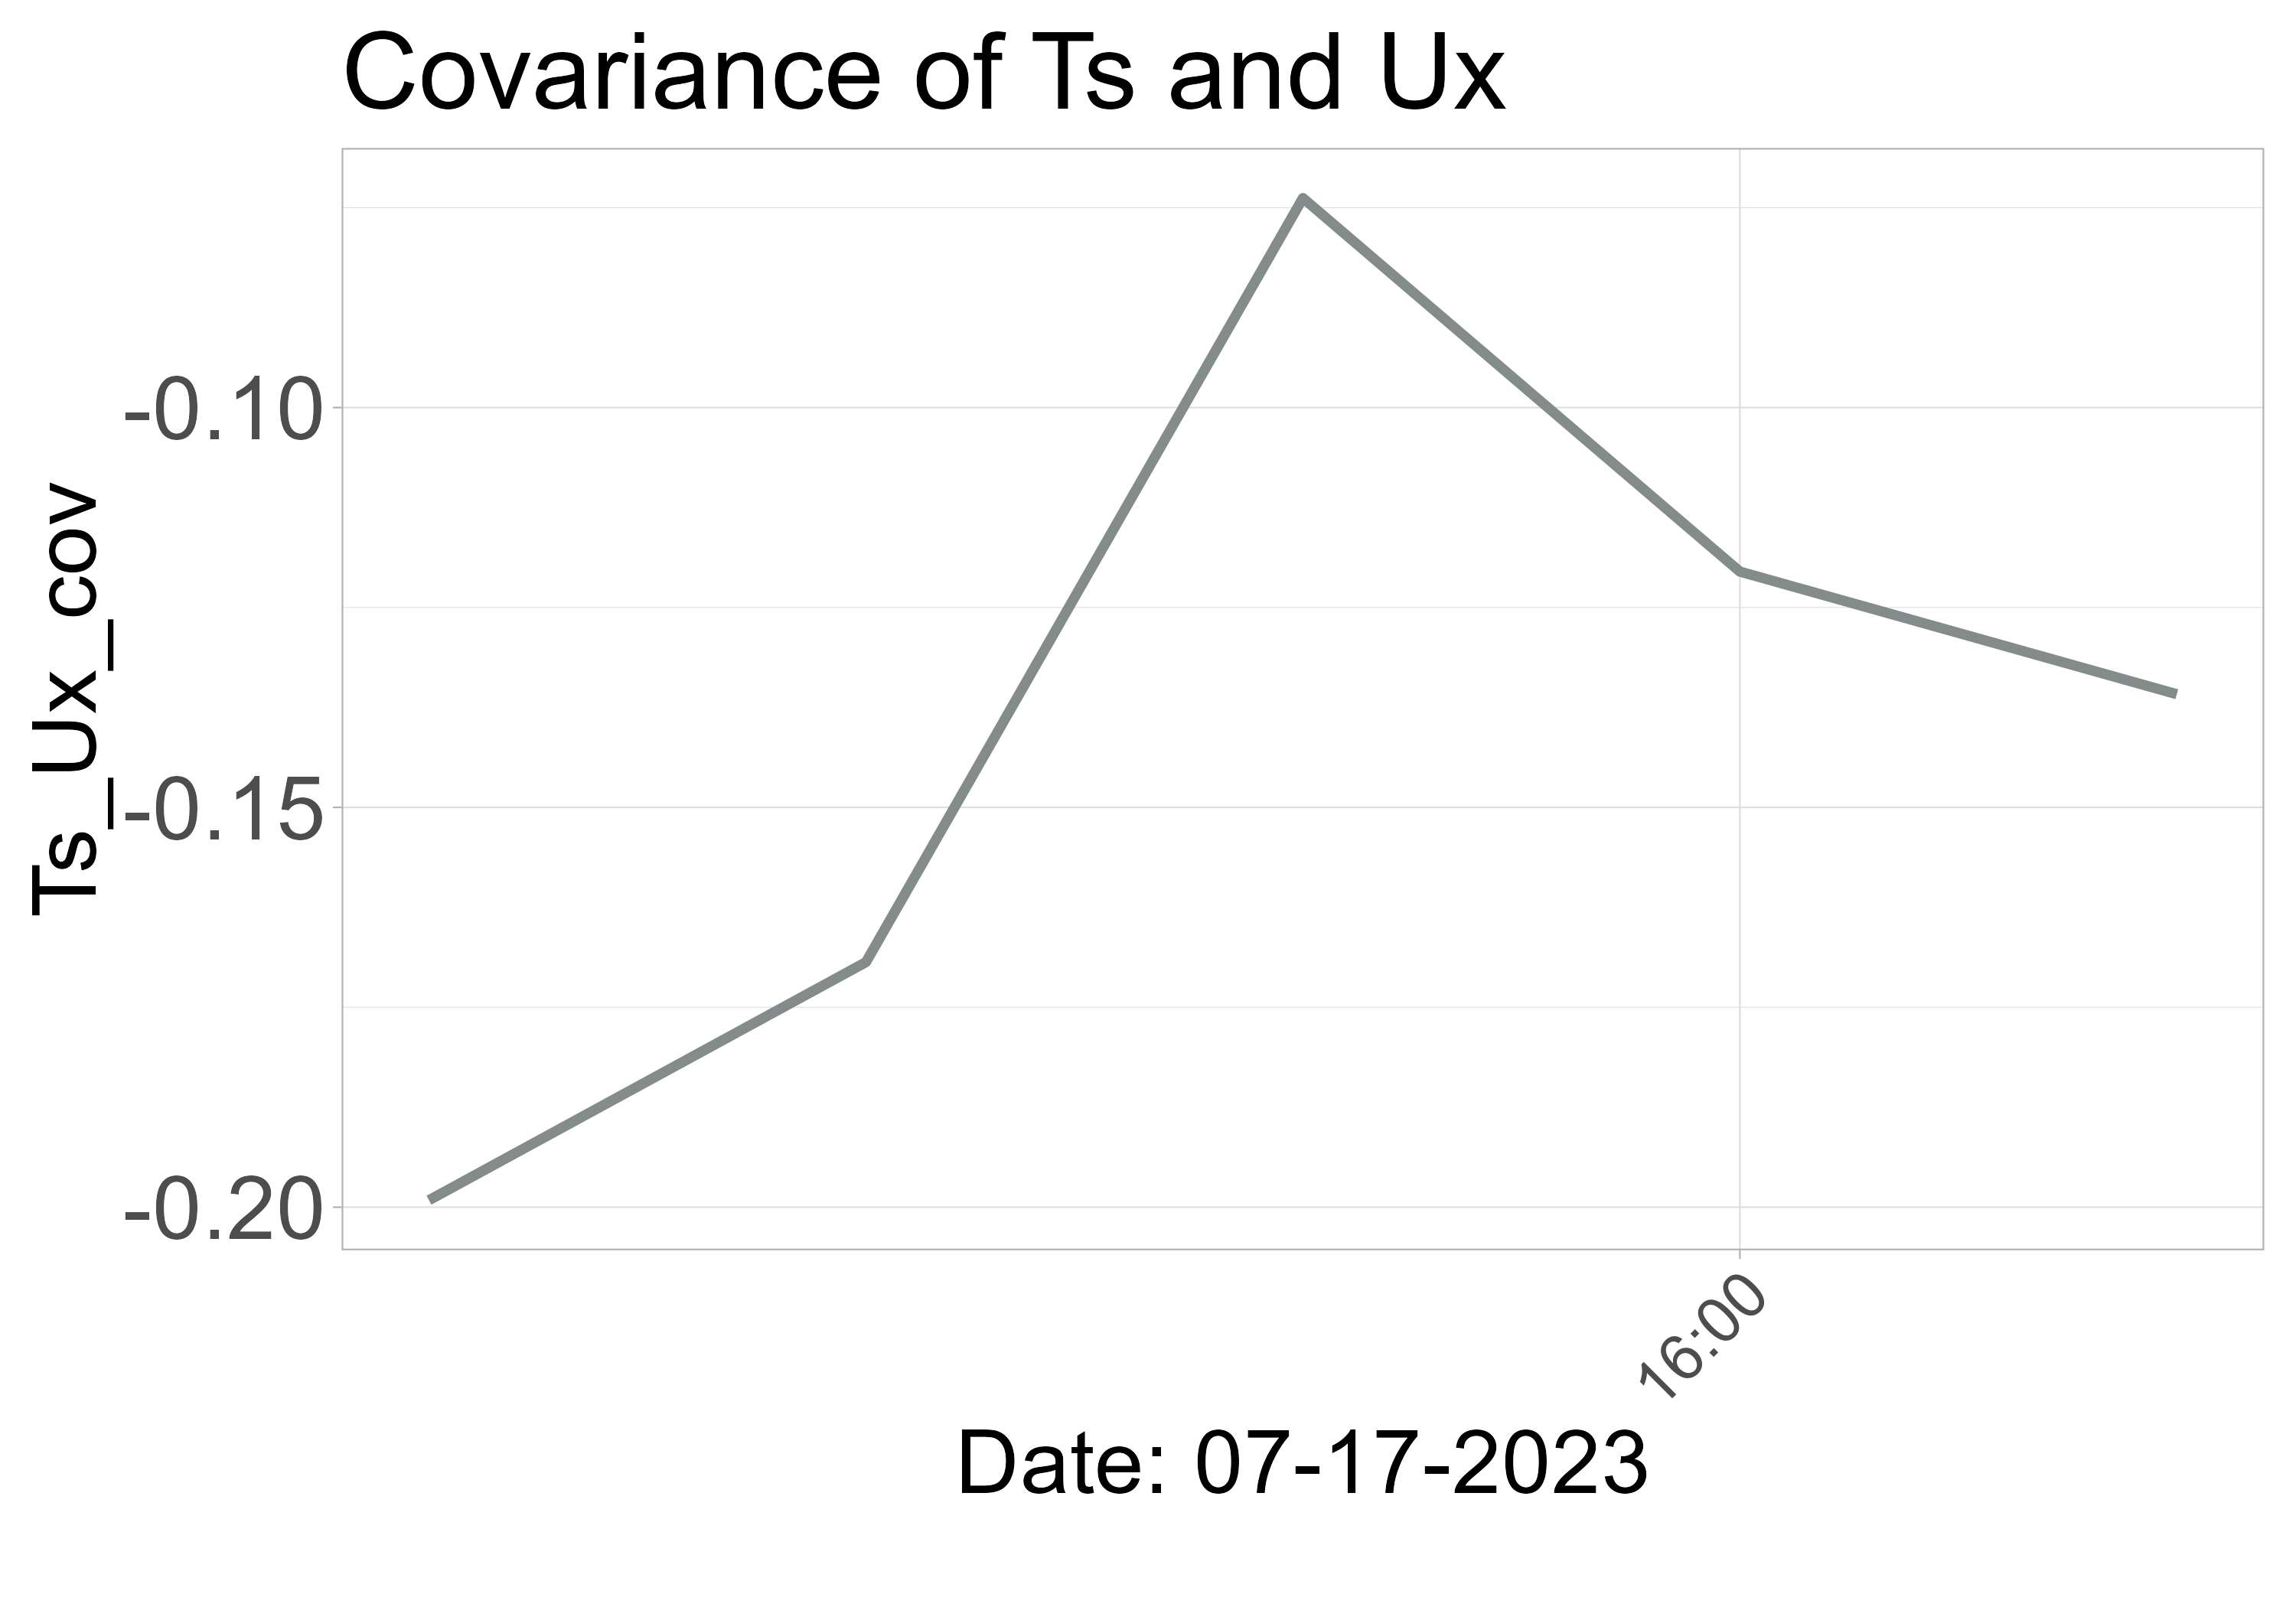 Covariance of Ts and Ux
Ts_Ux_cov
-0.10
-0.15
-0.20
16:00
Date: 07-17-2023